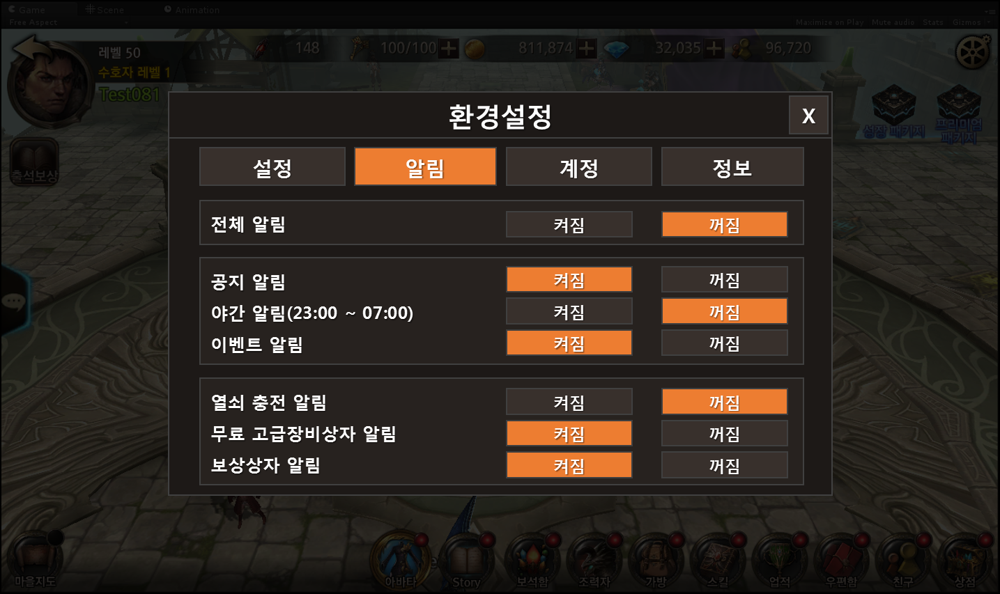 Game Scene Animation
Free Aspect Maximize on Play Mute audio Stats Gizmos
레벨 50 148 100/100 811,874 32,035 96,720
수호자 레벨 1
Test081
환경설정 X
성장 패키지 프리미엄 패키지
출석보상
설정 알림 계정 정보
전체 알림 켜짐 꺼짐
공지 알림 켜짐 꺼짐
야간 알림(23:00 ~ 07:00) 켜짐 꺼짐
이벤트 알림 켜짐 꺼짐
열쇠 충전 알림 켜짐 꺼짐
무료 고급장비상자 알림 켜짐 꺼짐
보상상자 알림 켜짐 꺼짐
마을지도 아바타 Story 보석함 조력자 가방 스킬 업적 우편함 친구 상점